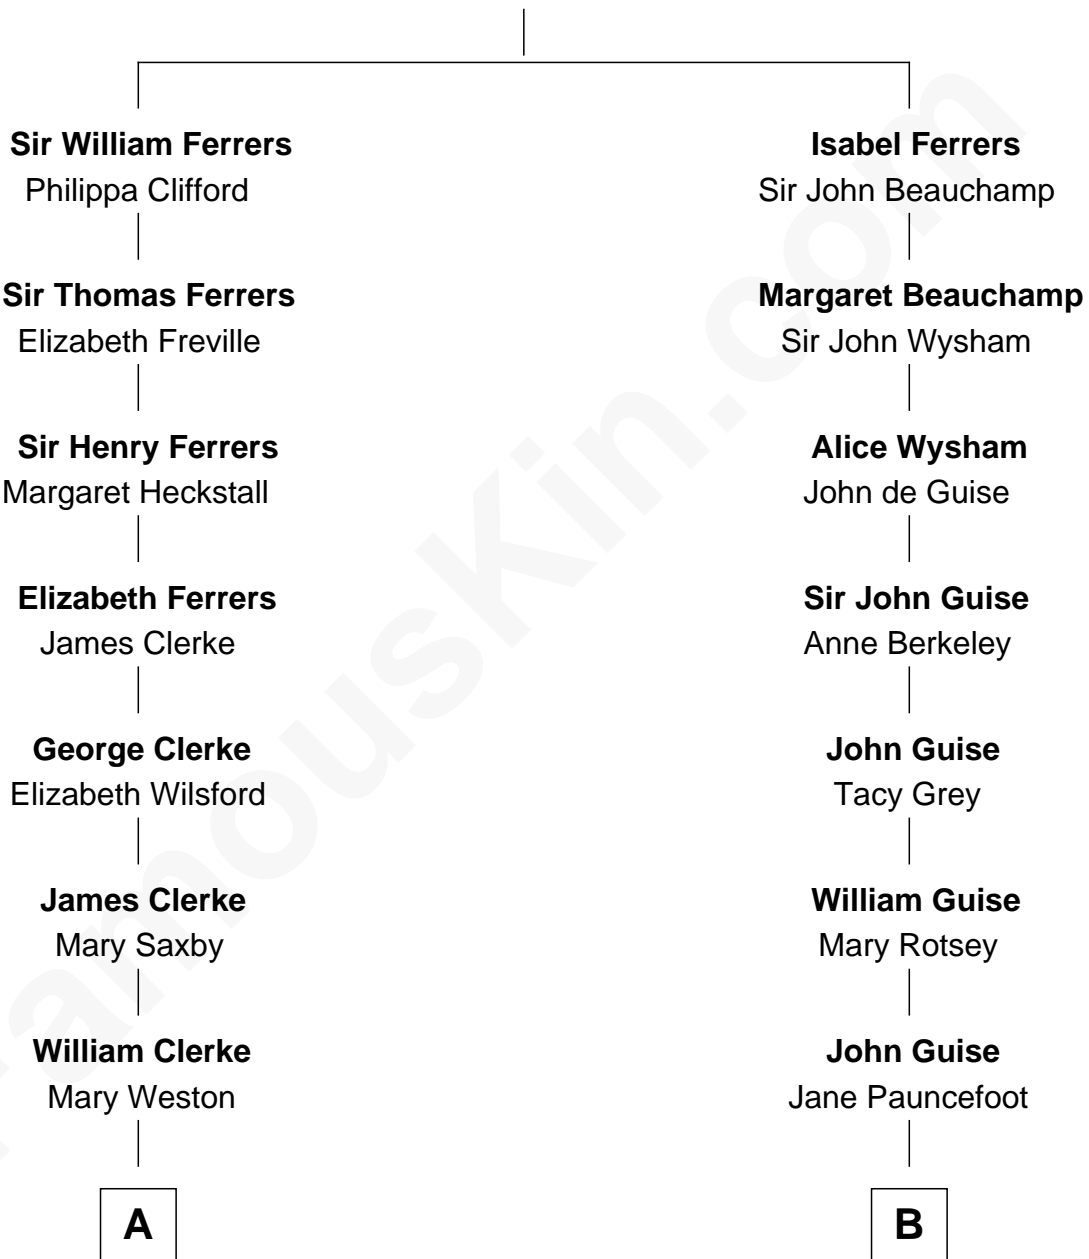 Sir William Ferrers
Philippa Clifford
Sir Thomas Ferrers
Elizabeth Freville
Sir Henry Ferrers
Margaret Heckstall
Elizabeth Ferrers
James Clerke
George Clerke
Elizabeth Wilsford
James Clerke
Mary Saxby
William Clerke
Mary Weston
A
Isabel Ferrers
Sir John Beauchamp
Margaret Beauchamp
Sir John Wysham
Alice Wysham
John de Guise
Sir John Guise
Anne Berkeley
John Guise
Tacy Grey
William Guise
Mary Rotsey
John Guise
Jane Pauncefoot
B
FamousKin.com